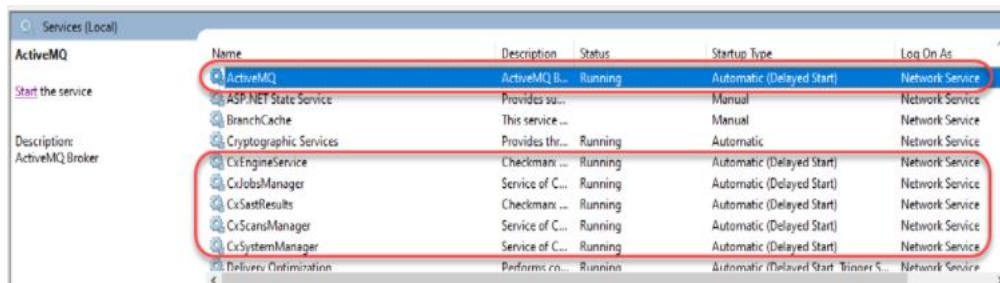 Services (Local)
ActiveMQ
Start the service
Description:
ActiveMQ Broker
Name Description Status Startup Type Log On As
ActiveMQ ActiveMQ B... Running Automatic (Delayed Start) Network Service
ASP.NET State Service Provides su... Manual Network Service
BranchCache This service ... Manual Network Service
Cryptographic Services Provides thr... Running Automatic Network Service
CxEngineService Checkmarx ... Running Automatic (Delayed Start) Network Service
CxJobsManager Service of C... Running Automatic (Delayed Start) Network Service
CxSastResults Checkmarx ... Running Automatic (Delayed Start) Network Service
CxScansManager Service of C... Running Automatic (Delayed Start) Network Service
CxSystemManager Service of C... Running Automatic (Delayed Start) Network Service
Delivery Optimization Performs co... Running Automatic (Delayed Start, Trigger S... Network Service